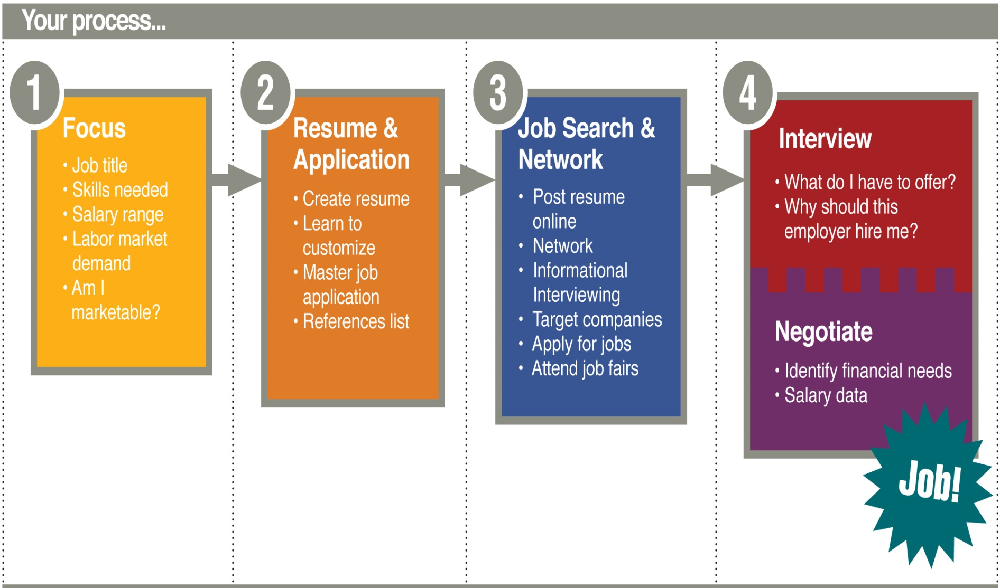 Your process...
1
Focus
• Job title
• Skills needed
• Salary range
• Labor market
demand
• Am I
marketable?
2
Resume &
Application
• Create resume
• Learn to
customize
• Master job
application
• References list
3
Job Search &
Network
• Post resume
online
• Network
• Informational
Interviewing
• Target companies
• Apply for jobs
• Attend job fairs
4
Interview
• What do I have to offer?
• Why should this
employer hire me?
Negotiate
• Identify financial needs
• Salary data
Job!